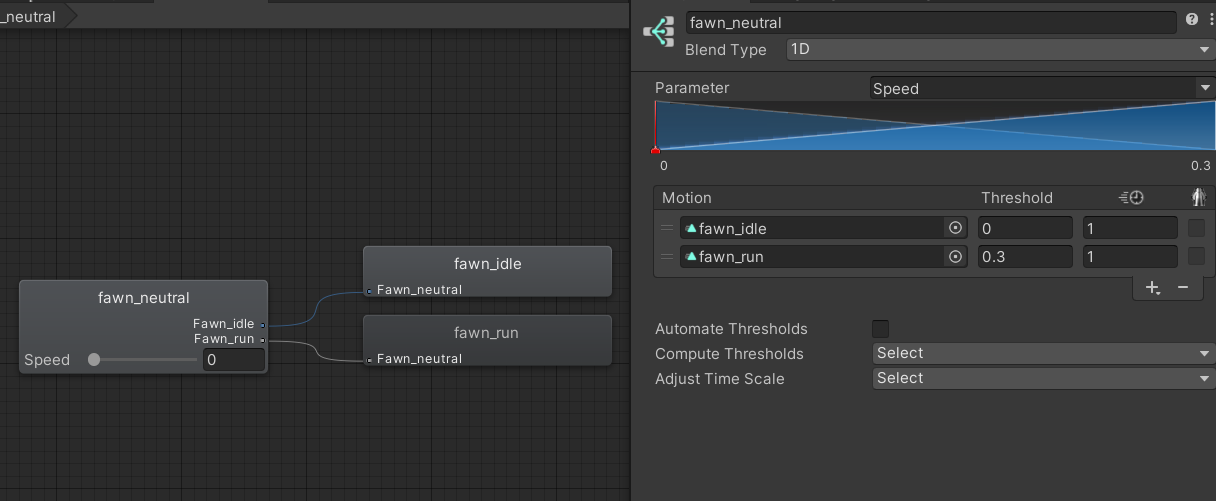 _neutral
fawn_idle
Fawn_neutral
fawn_neutral
Fawn_idle
Fawn_run
Speed 0
fawn_run
Fawn_neutral
fawn_neutral
Blend Type 1D
Parameter Speed
0 0.3
Motion Threshold
fawn_idle 0 1
fawn_run 0.3 1
Automate Thresholds
Compute Thresholds Select
Adjust Time Scale Select